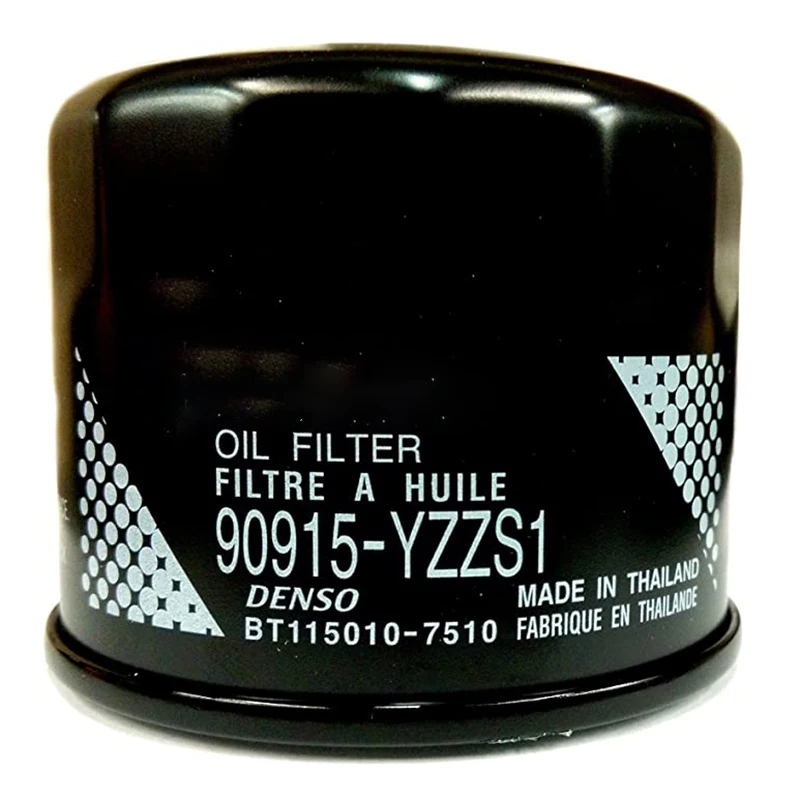 OIL FILTER
FILTRE A HUILE
90915-YZZS1
DENSO
BT115010-7510
MADE IN THAILAND
FABRIQUE EN THAILANDE